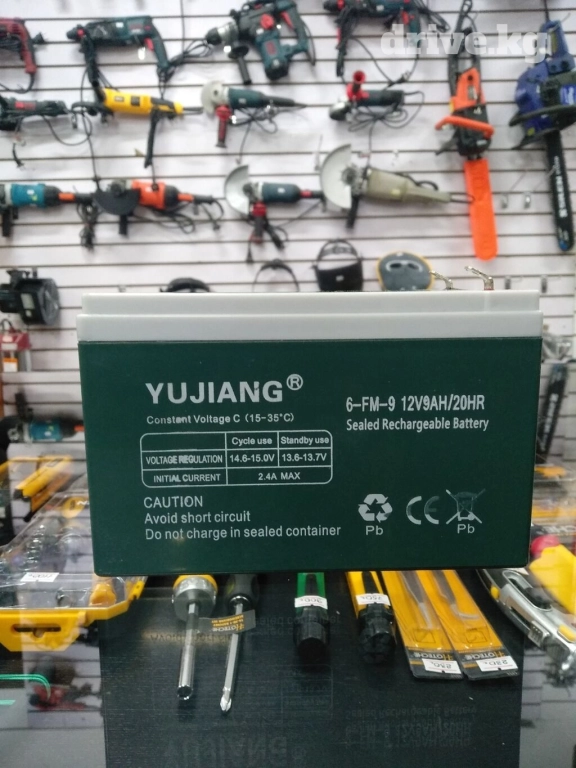 drive.kg
YUJIANG®
Constant Voltage C (15-35°C)
Cycle use Standby use
VOLTAGE REGULATION 14.6-15.0V 13.6-13.7V
INITIAL CURRENT 2.4A MAX
6-FM-9 12V9AH/20HR
Sealed Rechargeable Battery
CAUTION
Avoid short circuit
Do not charge in sealed container
Pb CE Pb